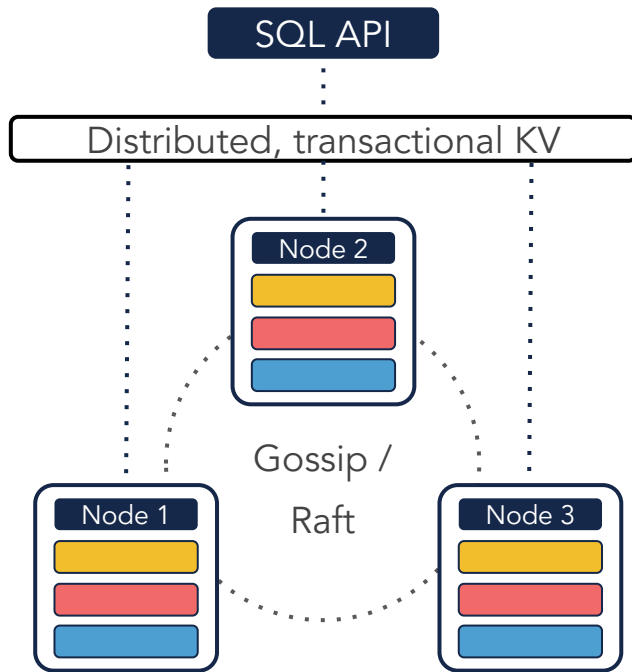 SQL API
Distributed, transactional KV
Node 2
Gossip /
Raft
Node 1
Node 3